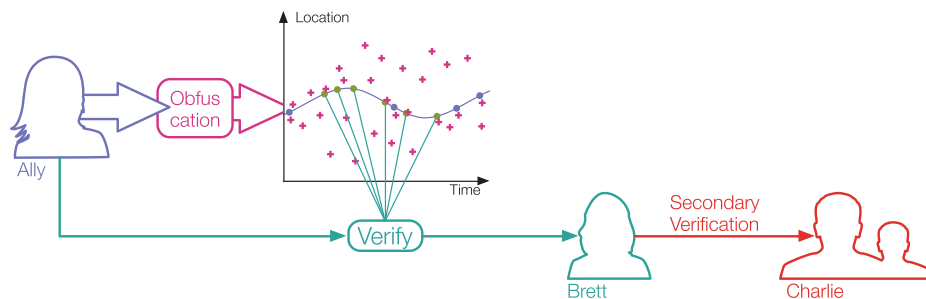 Location
Obfus
cation
Ally
Time
Verify
Secondary
Verification
Brett
Charlie